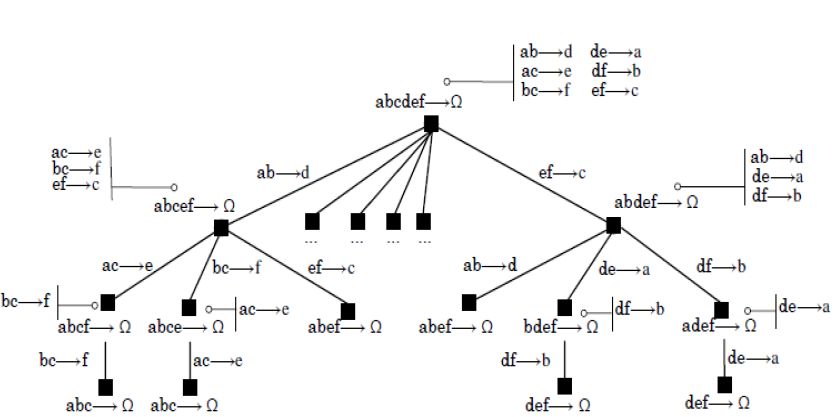 ab⟶d de⟶a
ac⟶e df⟶b
bc⟶f ef⟶c
abcdef⟶Ω
ac⟶e
bc⟶f
ef⟶c
ab⟶d
de⟶a
df⟶b
ab⟶d
ef⟶c
abcef⟶ Ω
abdef⟶ Ω
... ... ... ...
ac⟶e bc⟶f ef⟶c
ab⟶d de⟶a df⟶b
bc⟶f ac⟶e df⟶b de⟶a
abcf⟶ Ω abce⟶ Ω abef⟶ Ω abef⟶ Ω bdef⟶ Ω adef⟶ Ω
bc⟶f ac⟶e df⟶b de⟶a
abc⟶ Ω abc⟶ Ω def⟶ Ω def⟶ Ω